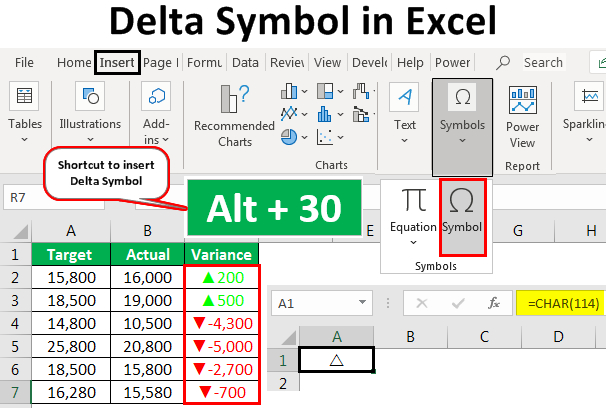 Delta Symbol in Excel
File Home Insert Page I Formu Data Review View Develo Help Power Search
Tables Illustrations Add-ins Recommended Charts Text Ω Symbols Power View Sparklin
Charts Report
Shortcut to insert
Delta Symbol
R7
Alt + 30
π Equation
Ω Symbol
Symbols
A B E G H
1 Target Actual Variance
2 15,800 16,000 ▲200
3 18,500 19,000 ▲500
4 14,800 10,500 ▼-4,300
5 25,800 20,800 ▼-5,000
6 18,500 15,800 ▼-2,700
7 16,280 15,580 ▼-700
A1 fx =CHAR(114)
A B C D
1 △
2